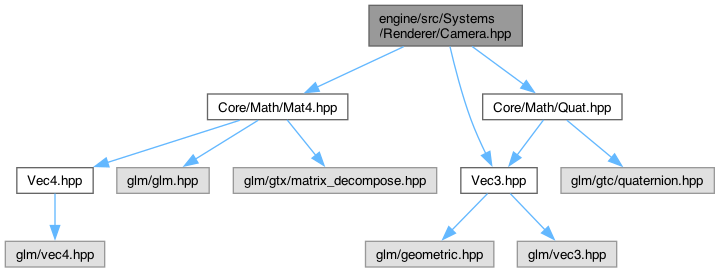 engine/src/Systems
/Renderer/Camera.hpp
Core/Math/Mat4.hpp
Core/Math/Quat.hpp
Vec4.hpp
glm/glm.hpp
glm/gtx/matrix_decompose.hpp
Vec3.hpp
glm/gtc/quaternion.hpp
glm/vec4.hpp
glm/geometric.hpp
glm/vec3.hpp